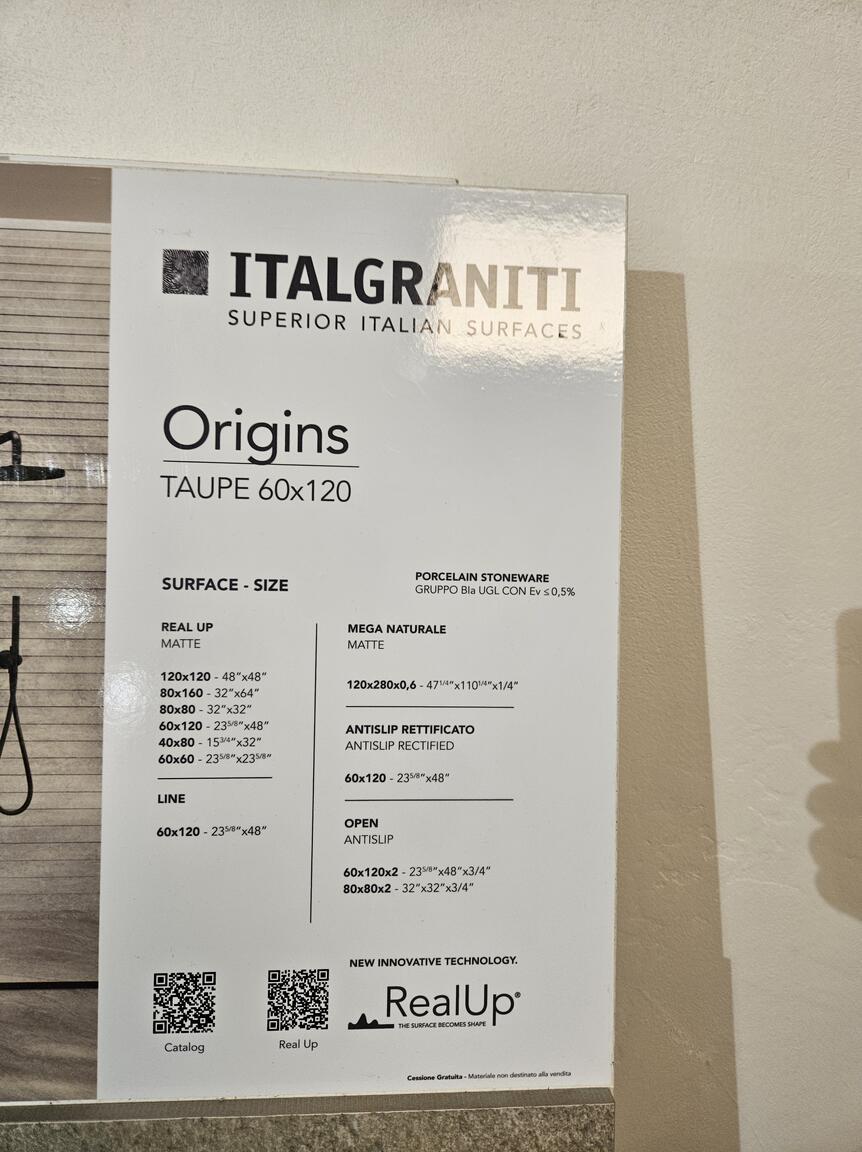 ITALGRANITI
SUPERIOR ITALIAN SURFACES
Origins
TAUPE 60x120
SURFACE - SIZE
PORCELAIN STONEWARE
GRUPPO BIa UGL CON Ev ≤ 0,5%
REAL UP
MATTE
120x120 - 48”x48”
80x160 - 32”x64”
80x80 - 32”x32”
60x120 - 23⁵/⁸”x48”
40x80 - 15³/⁴”x32”
60x60 - 23⁵/⁸”x23⁵/⁸”
LINE
60x120 - 23⁵/⁸”x48”
MEGA NATURALE
MATTE
120x280x0,6 - 47¹/⁴”x110¹/⁴”x1/4”
ANTISLIP RETTIFICATO
ANTISLIP RECTIFIED
60x120 - 23⁵/⁸”x48”
OPEN
ANTISLIP
60x120x2 - 23⁵/⁸”x48”x3/4”
80x80x2 - 32”x32”x3/4”
Catalog
Real Up
NEW INNOVATIVE TECHNOLOGY.
RealUp®
THE SURFACE BECOMES SHAPE
Cessione Gratuita - Materiale non destinato alla vendita